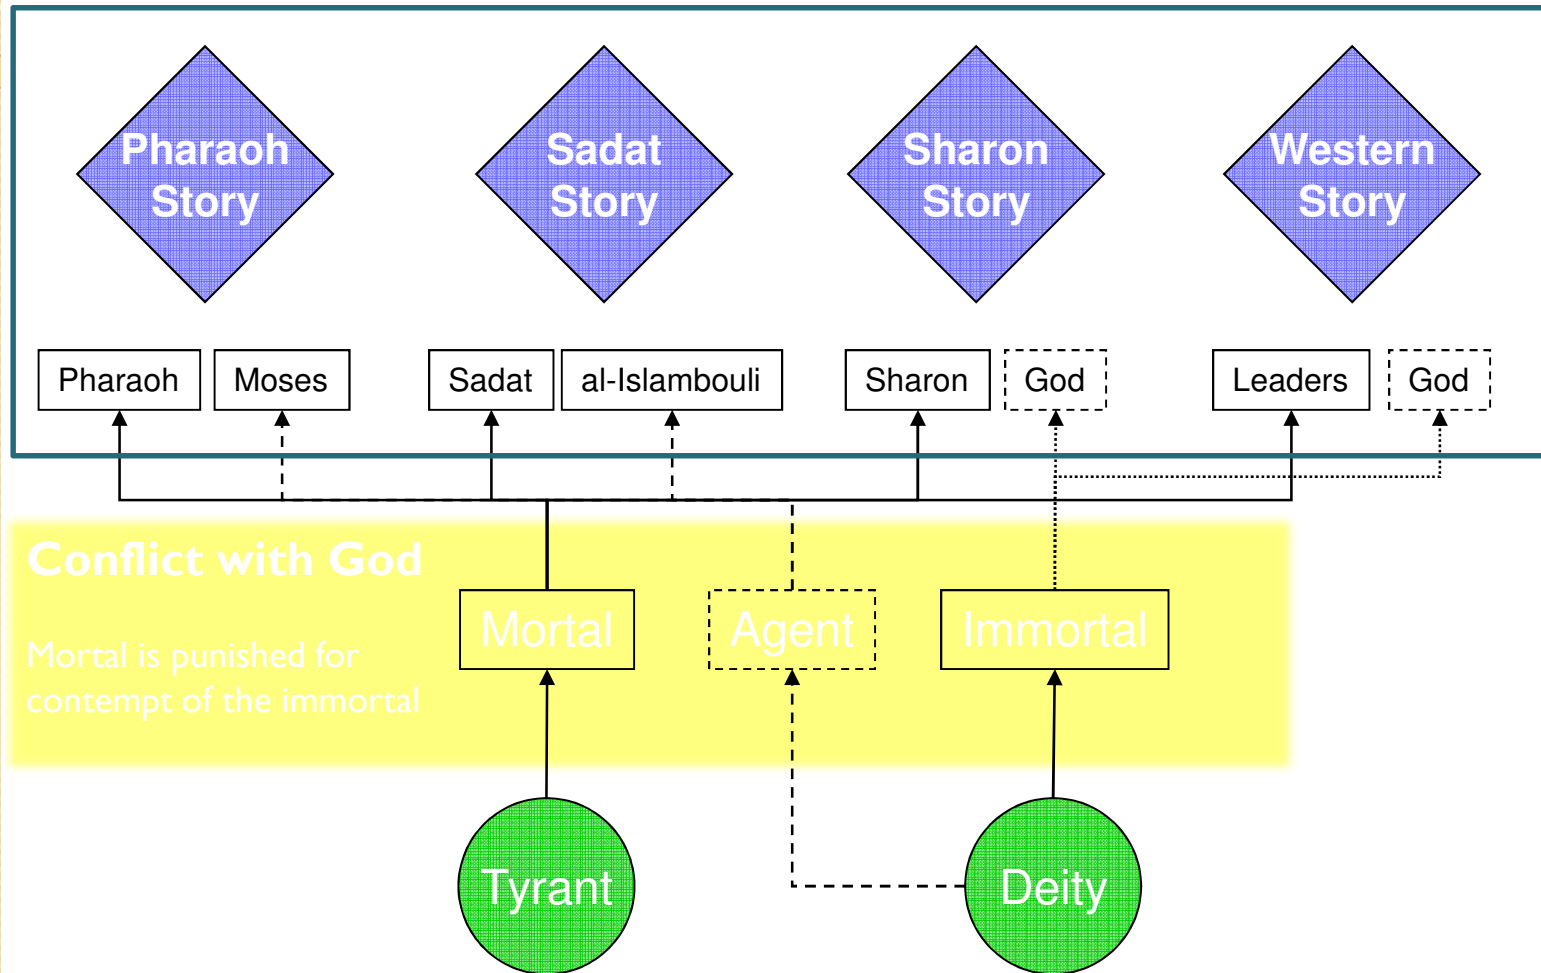 Pharaoh
Story
Sadat
Story
Sharon
Story
Western
Story
Pharaoh
Moses
Sadat
al-Islambouli
Sharon
God
Leaders
God
Conflict with God
Mortal is punished for
contempt of the immortal
Mortal
Agent
Immortal
Tyrant
Deity